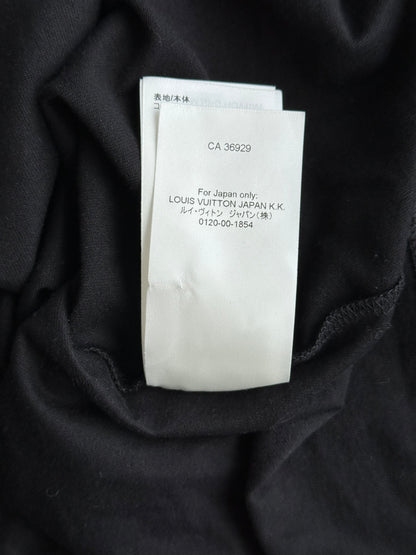 表地/本体
コ
CA 36929
For Japan only:
LOUIS VUITTON JAPAN K.K.
ルイ・ヴィトン ジャパン(株)
0120-00-1854